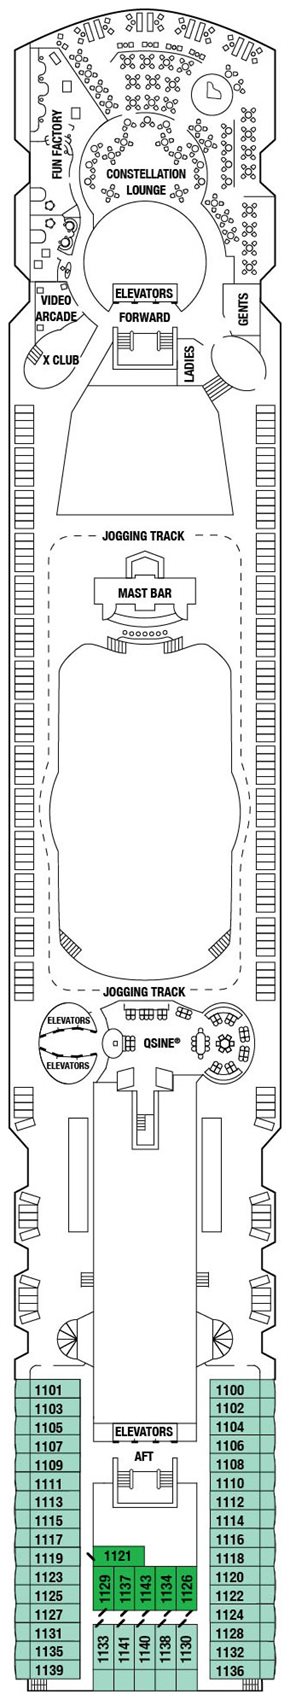 FUN FACTORY
CONSTELLATION
LOUNGE
ELEVATORS
FORWARD
VIDEO
ARCADE
GENTS
X CLUB
LADIES
JOGGING TRACK
MAST BAR
JOGGING TRACK
ELEVATORS
ELEVATORS
QSINE®
ELEVATORS
AFT
1101
1103
1105
1107
1109
1111
1113
1115
1117
1119
1123
1125
1127
1131
1135
1139
1121
1129
1137
1143
1134
1126
1133
1141
1140
1138
1130
1100
1102
1104
1106
1108
1110
1112
1114
1116
1118
1120
1122
1124
1128
1132
1136